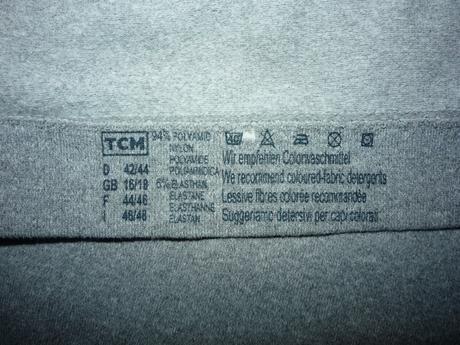 TCM
D 42/44
GB 16/18
F 44/46
I 46/48
94% POLYAMID
NYLON
POLYAMIDE
POLIAMMIDICA
6% ELASTHAN
ELASTANE
ELASTHANNE
ELASTAN
Wir empfehlen Colorwaschmittel
We recommend coloured-fabric detergents
Lessive fibres colorée recommandée
Suggeriamo detersivi per capi colorati